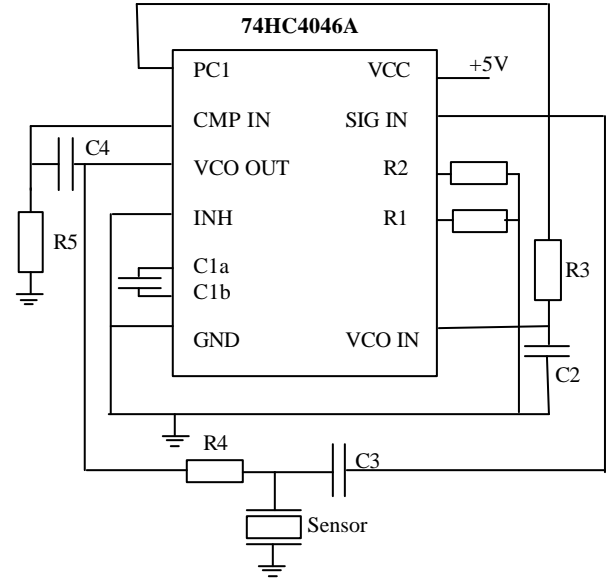 74HC4046A
PC1 VCC +5V
CMP IN SIG IN
C4
VCO OUT R2
INH R1
R5
C1a
R3
C1b
GND VCO IN
C2
R4
C3
Sensor